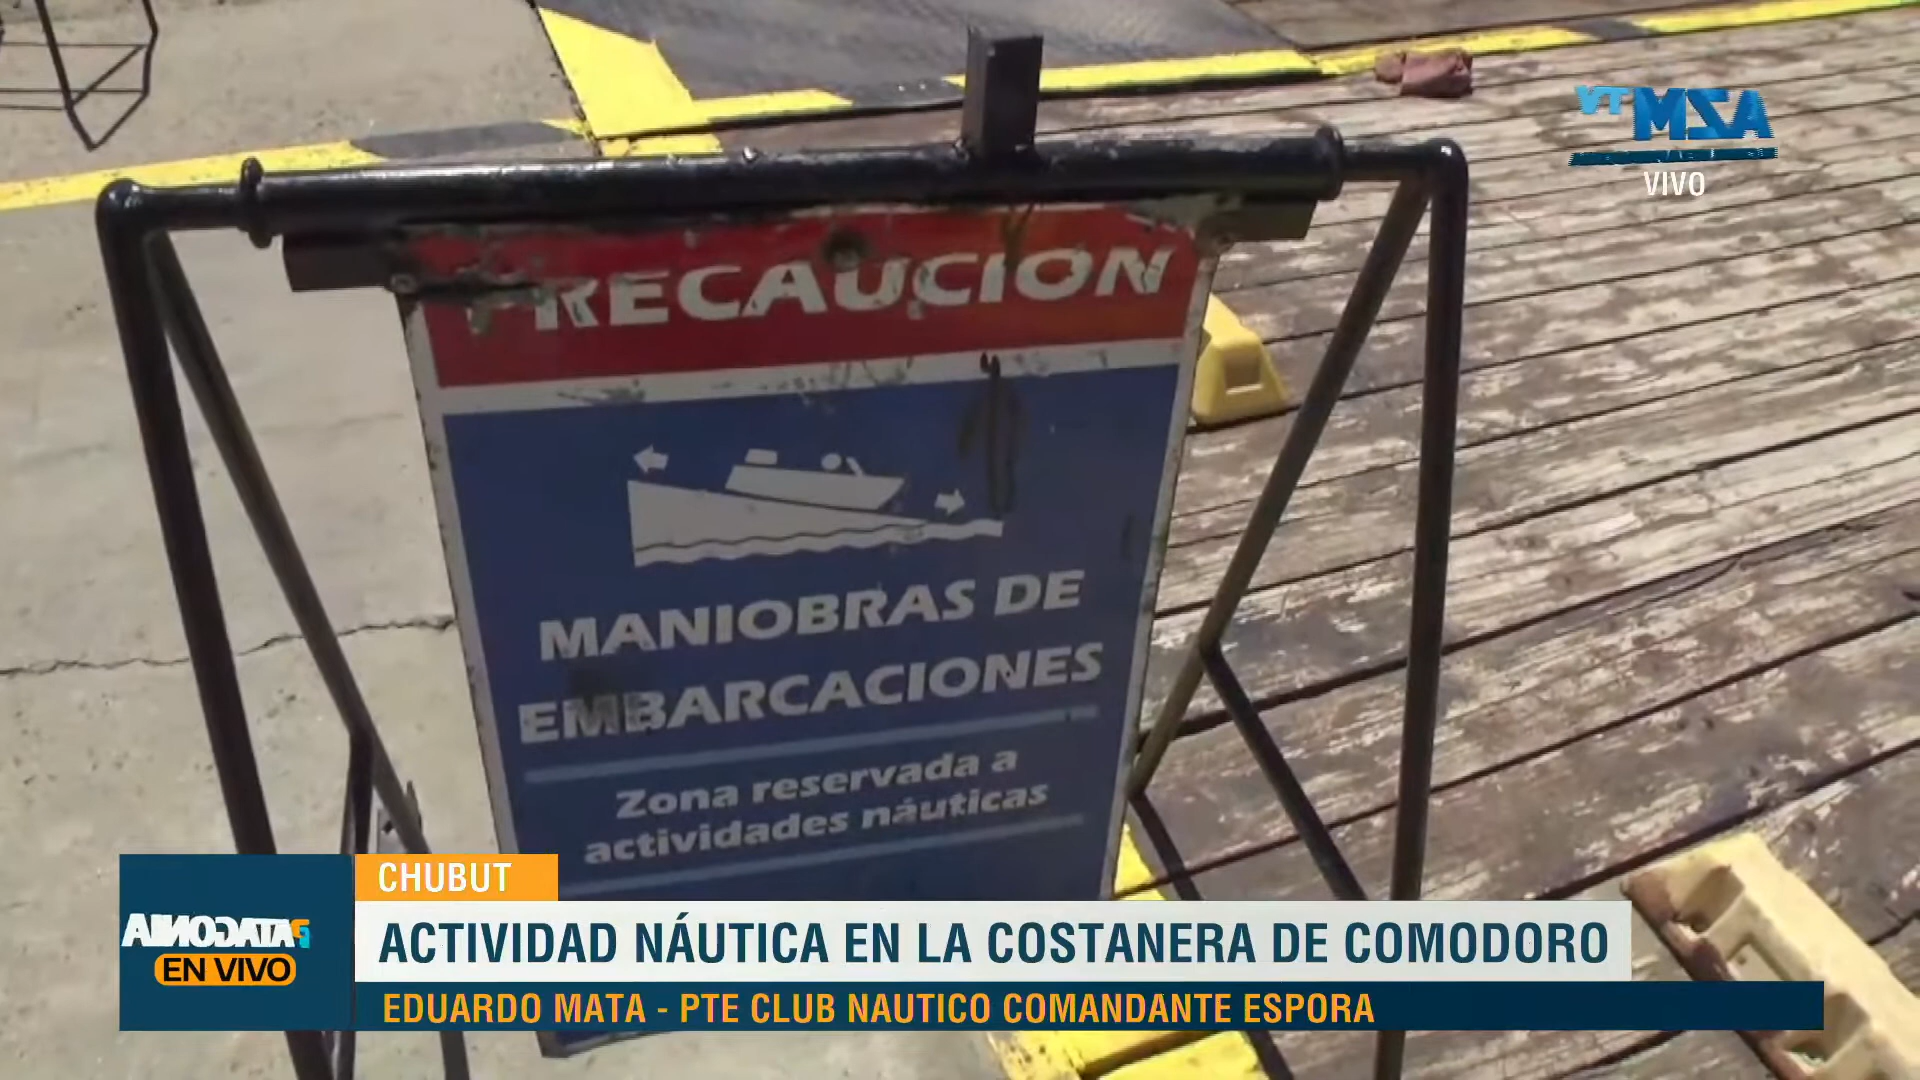 VIVO
PRECAUCIÓN
MANIOBRAS DE
EMBARCACIONES
Zona reservada a
actividades náuticas
CHUBUT
ACTIVIDAD NÁUTICA EN LA COSTANERA DE COMODORO
EN VIVO
EDUARDO MATA - PTE CLUB NAUTICO COMANDANTE ESPORA